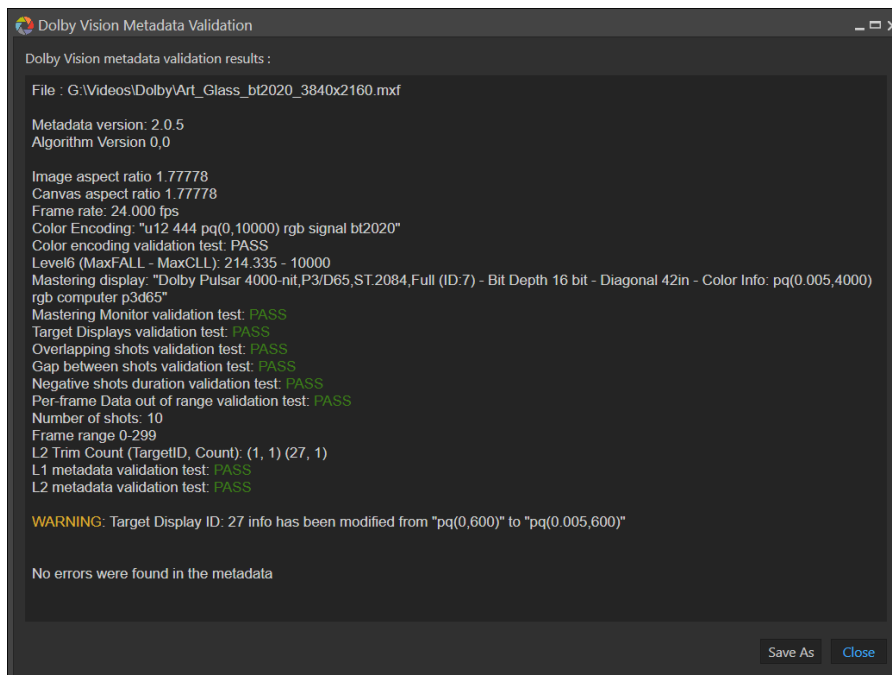 Dolby Vision Metadata Validation
Dolby Vision metadata validation results :
File : G:\Videos\Dolby\Art_Glass_bt2020_3840x2160.mxf
Metadata version: 2.0.5
Algorithm Version 0,0
Image aspect ratio 1.77778
Canvas aspect ratio 1.77778
Frame rate: 24.000 fps
Color Encoding: "u12 444 pq(0,10000) rgb signal bt2020"
Color encoding validation test: PASS
Level6 (MaxFALL - MaxCLL): 214.335 - 10000
Mastering display: "Dolby Pulsar 4000-nit,P3/D65,ST.2084,Full (ID:7) - Bit Depth 16 bit - Diagonal 42in - Color Info: pq(0.005,4000)
rgb computer p3d65"
Mastering Monitor validation test: PASS
Target Displays validation test: PASS
Overlapping shots validation test: PASS
Gap between shots validation test: PASS
Negative shots duration validation test: PASS
Per-frame Data out of range validation test: PASS
Number of shots: 10
Frame range 0-299
L2 Trim Count (TargetID, Count): (1, 1) (27, 1)
L1 metadata validation test: PASS
L2 metadata validation test: PASS
WARNING: Target Display ID: 27 info has been modified from "pq(0,600)" to "pq(0.005,600)"
No errors were found in the metadata
Save As
Close